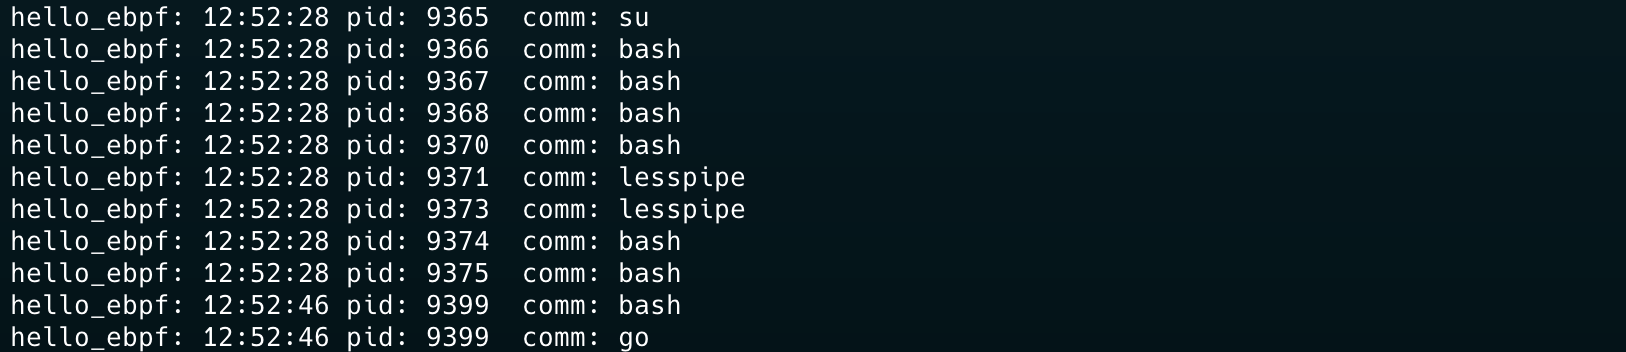 hello_ebpf: 12:52:28 pid: 9365  comm: su
hello_ebpf: 12:52:28 pid: 9366  comm: bash
hello_ebpf: 12:52:28 pid: 9367  comm: bash
hello_ebpf: 12:52:28 pid: 9368  comm: bash
hello_ebpf: 12:52:28 pid: 9370  comm: bash
hello_ebpf: 12:52:28 pid: 9371  comm: lesspipe
hello_ebpf: 12:52:28 pid: 9373  comm: lesspipe
hello_ebpf: 12:52:28 pid: 9374  comm: bash
hello_ebpf: 12:52:28 pid: 9375  comm: bash
hello_ebpf: 12:52:46 pid: 9399  comm: bash
hello_ebpf: 12:52:46 pid: 9399  comm: go